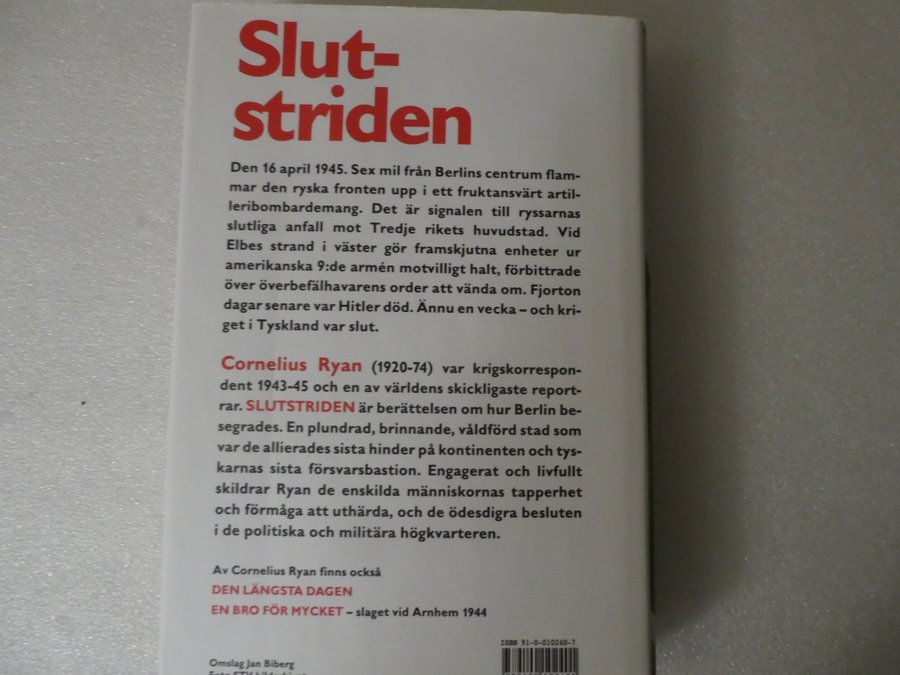 Slut-
striden
Den 16 april 1945. Sex mil från Berlins centrum flam-
mar den ryska fronten upp i ett fruktansvärt artil-
leribombardemang. Det är signalen till ryssarnas
slutliga anfall mot Tredje rikets huvudstad. Vid
Elbes strand i väster gör framskjutna enheter ur
amerikanska 9:de armén motvilligt halt, förbittrade
över överbefälhavarens order att vända om. Fjorton
dagar senare var Hitler död. Ännu en vecka – och kri-
get i Tyskland var slut.
Cornelius Ryan (1920-74) var krigskorrespon-
dent 1943-45 och en av världens skickligaste report-
rar. SLUTSTRIDEN är berättelsen om hur Berlin be-
segrades. En plundrad, brinnande, våldförd stad som
var de allierades sista hinder på kontinenten och tys-
karnas sista försvarsbastion. Engagerat och livfullt
skildrar Ryan de enskilda människornas tapperhet
och förmåga att uthärda, och de ödesdigra besluten
i de politiska och militära högkvarteren.
Av Cornelius Ryan finns också
DEN LÄNGSTA DAGEN
EN BRO FÖR MYCKET – slaget vid Arnhem 1944
ISBN 91-0-010240-7
Omslag Jan Biberg